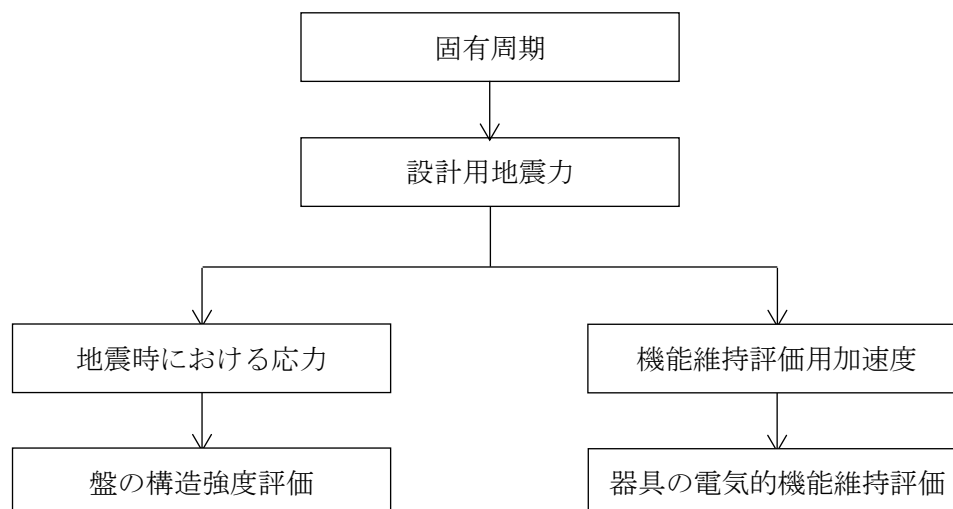 固有周期
設計用地震力
地震時における応力
機能維持評価用加速度
盤の構造強度評価
器具の電気的機能維持評価